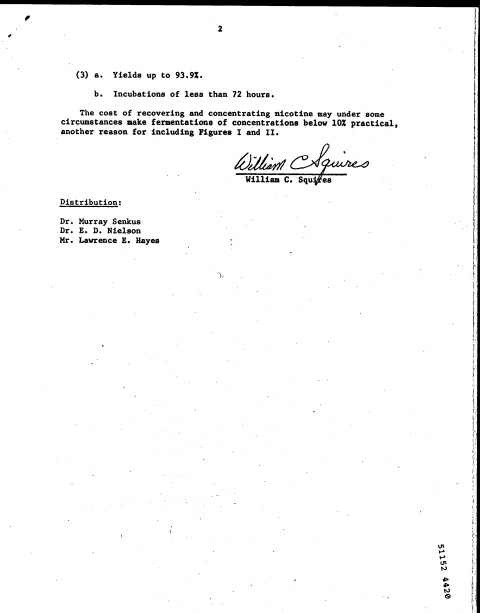 2
(3) a. Yields up to 93.9%.
b. Incubations of less than 72 hours.
The cost of recovering and concentrating nicotine may under some
circumstances make fermentations of concentrations below 10% practical,
another reason for including Figures I and II.
William C Squires
William C. Squires
Distribution:
Dr. Murray Senkus
Dr. E. D. Nielson
Mr. Lawrence E. Hayes
51152 4420